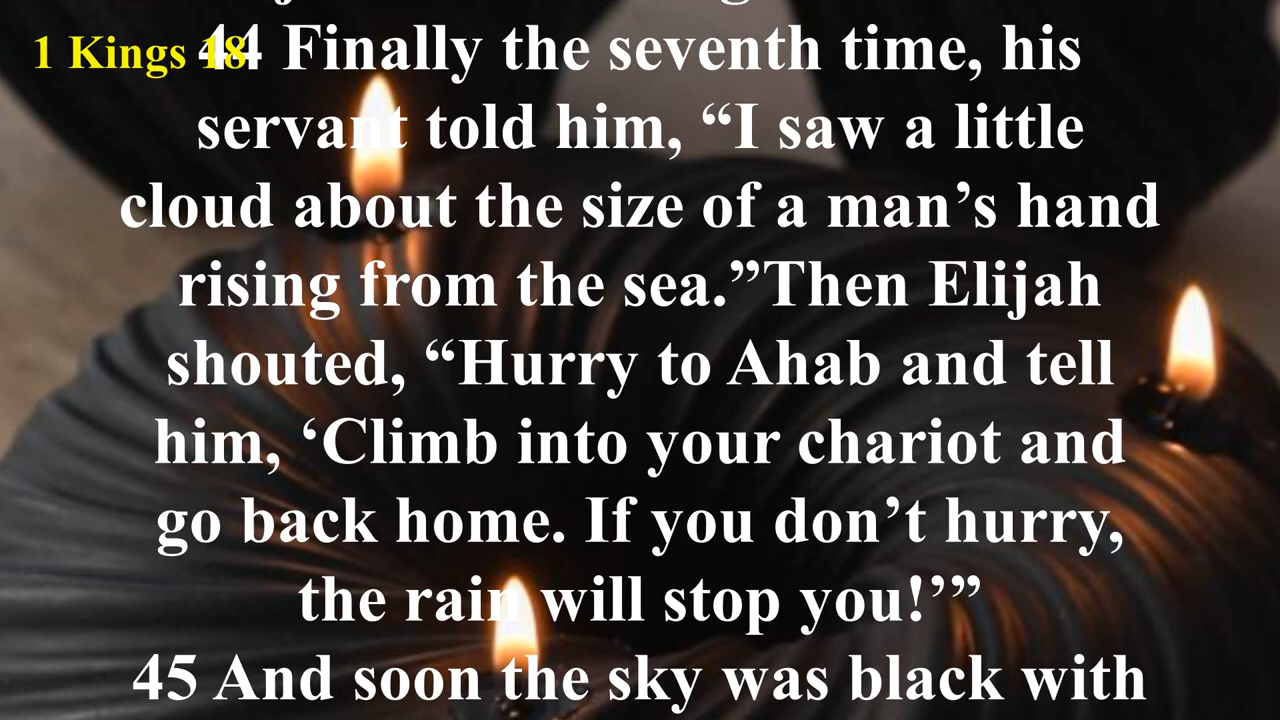 1 Kings 18
44 Finally the seventh time, his
servant told him, “I saw a little
cloud about the size of a man’s hand
rising from the sea.”Then Elijah
shouted, “Hurry to Ahab and tell
him, ‘Climb into your chariot and
go back home. If you don’t hurry,
the rain will stop you!’”
45 And soon the sky was black with